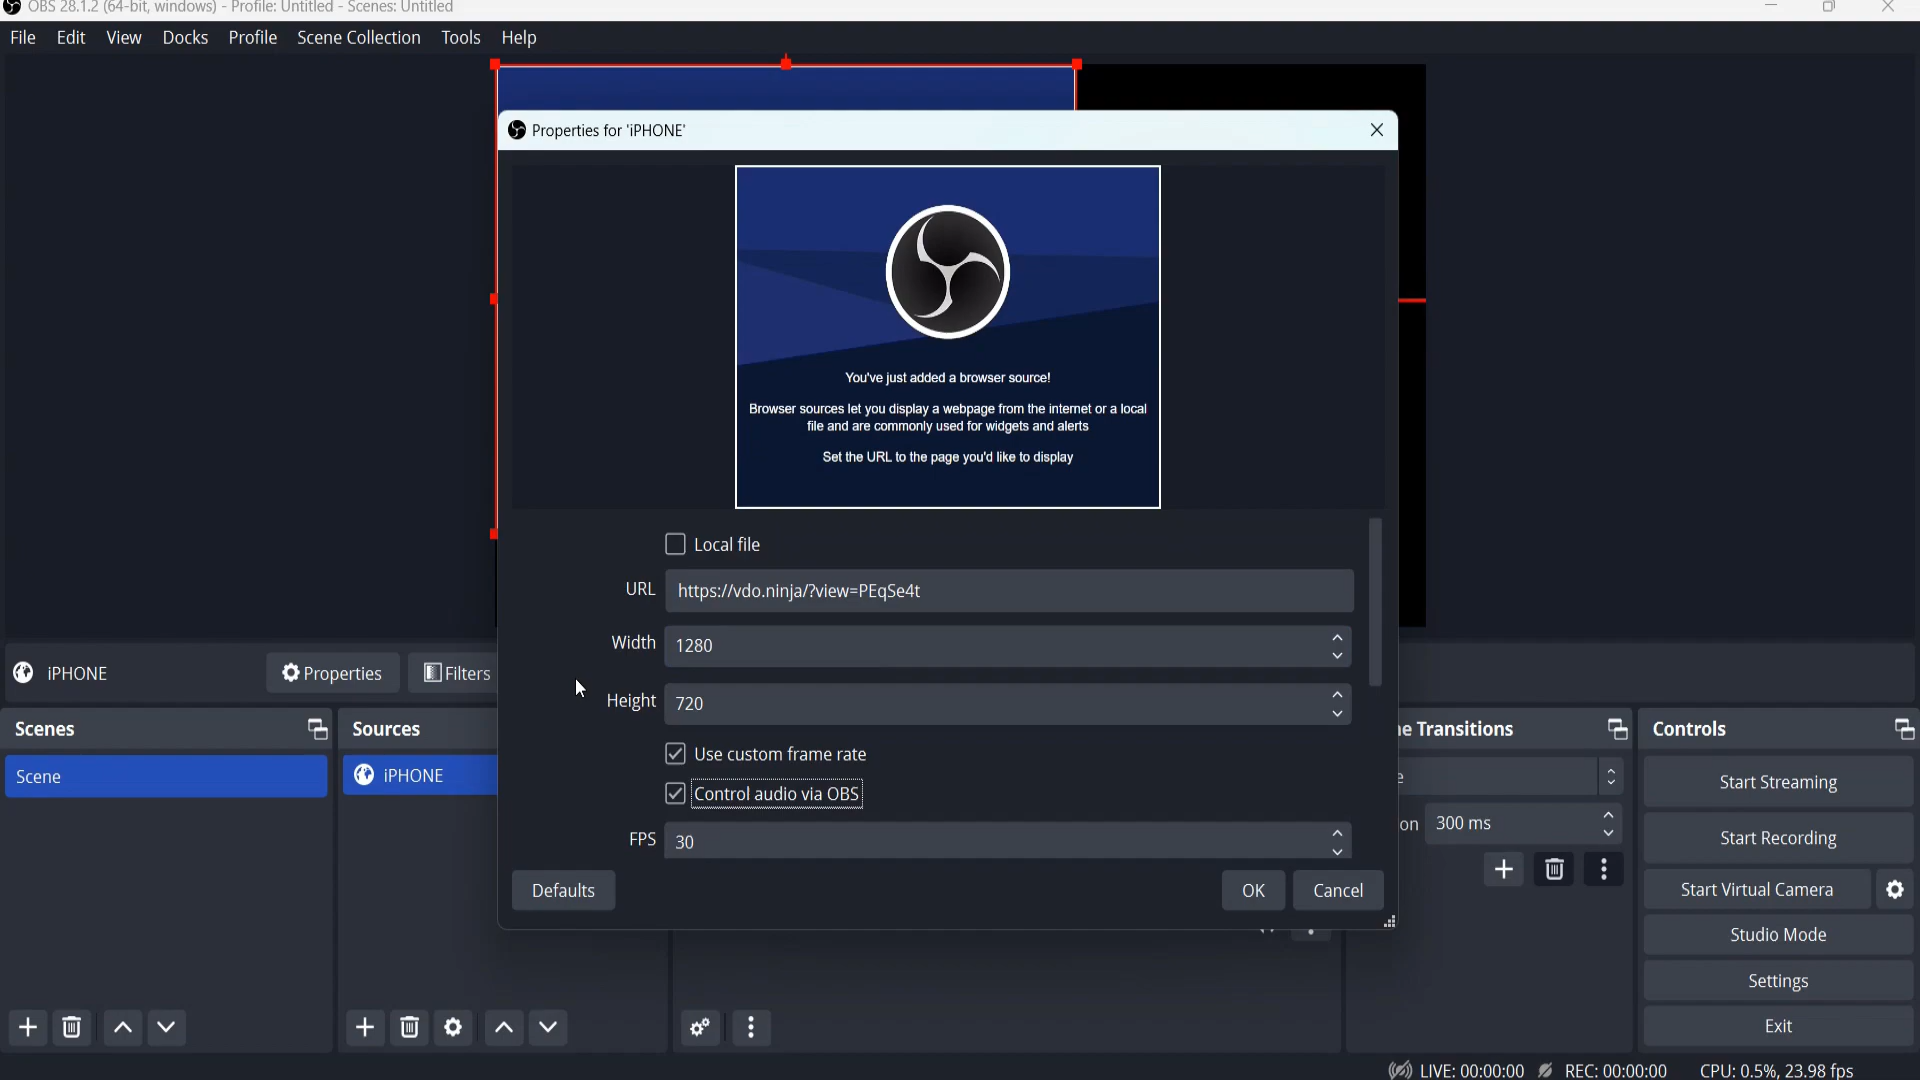 OBS 28.1.2 (64-bit, windows) - Profile: Untitled - Scenes: Untitled
File Edit View Docks Profile Scene Collection Tools Help
Properties for 'iPHONE'
You've just added a browser source!
Browser sources let you display a webpage from the internet or a local
file and are commonly used for widgets and alerts
Set the URL to the page you'd like to display
Local file
URL https://vdo.ninja/?view=PEqSe4t
Width 1280
Height 720
Use custom frame rate
Control audio via OBS
FPS 30
Defaults OK Cancel
iPHONE Properties Filters
Scenes
Scene
Sources
iPHONE
e Transitions
e
on 300 ms
Controls
Start Streaming
Start Recording
Start Virtual Camera
Studio Mode
Settings
Exit
LIVE: 00:00:00 REC: 00:00:00 CPU: 0.5%, 23.98 fps